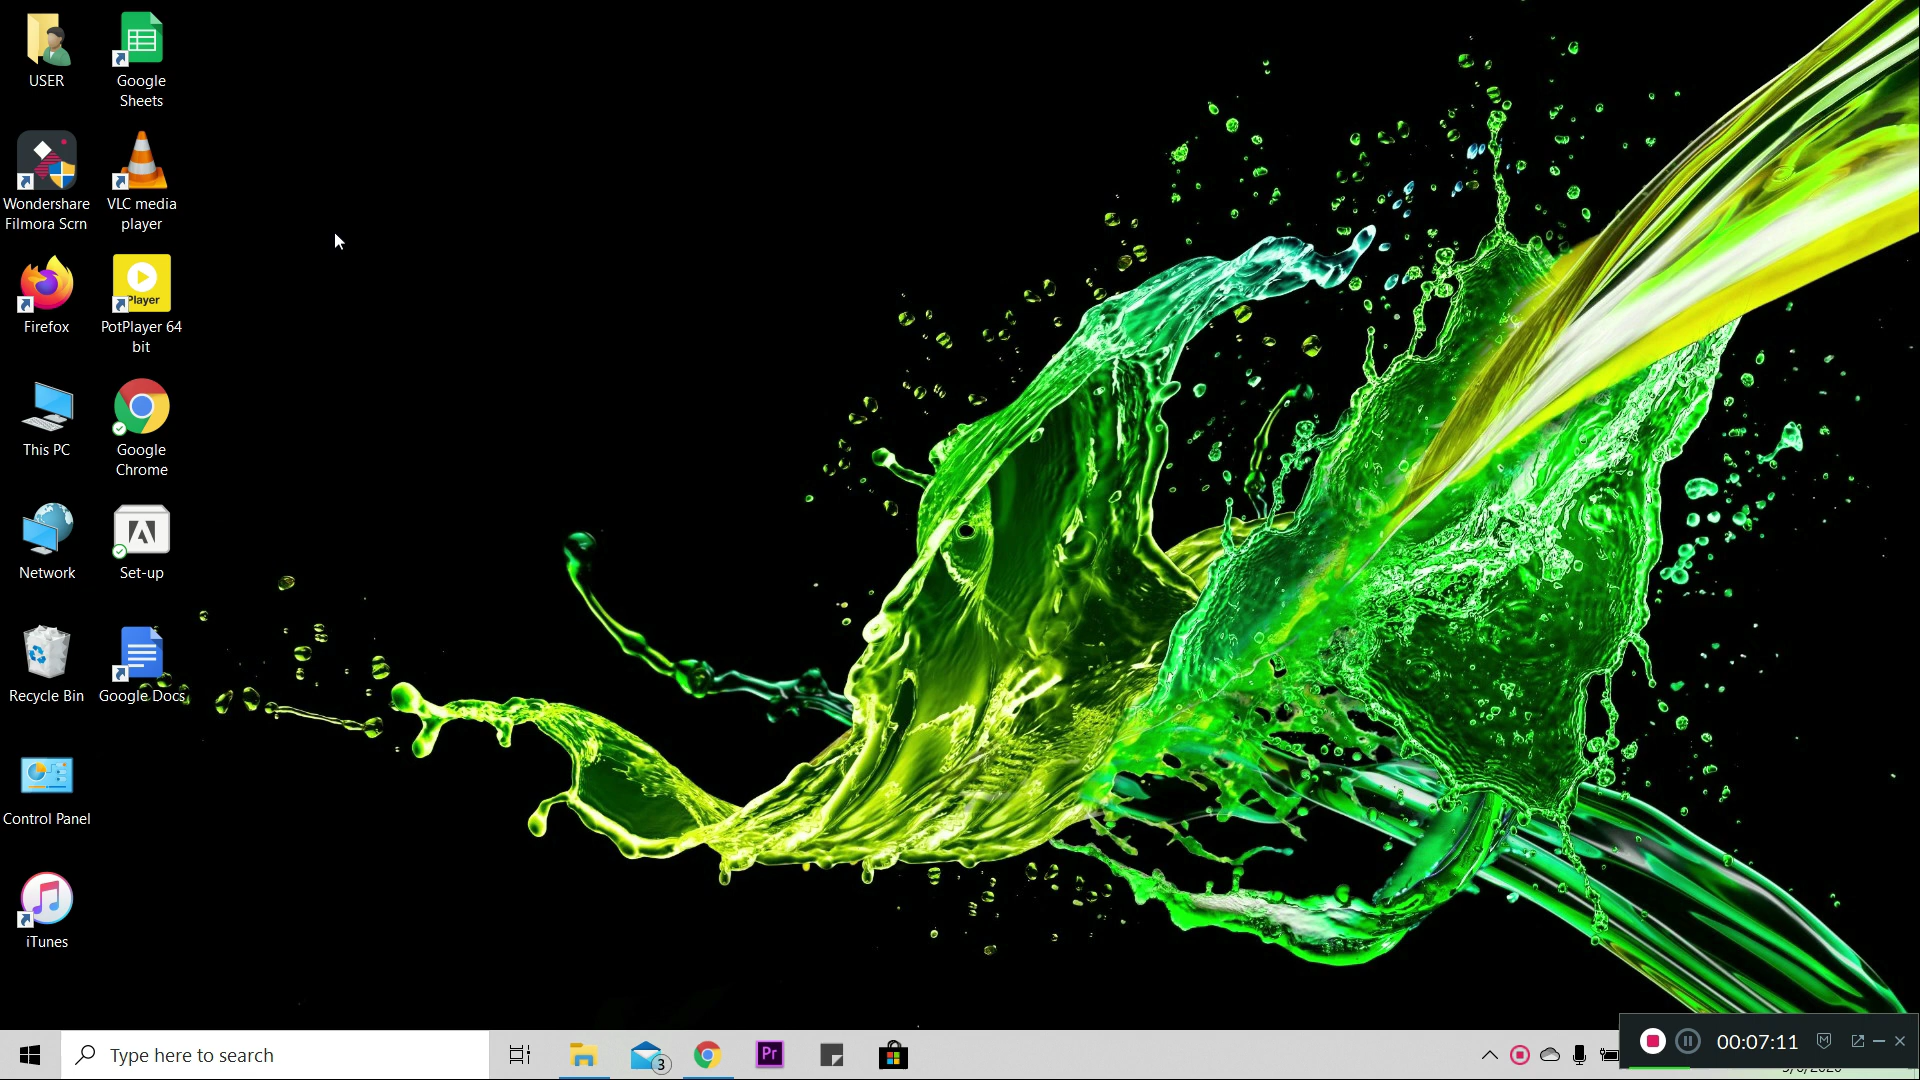 USER
Google
Sheets
Wondershare
Filmora Scrn
VLC media
player
Firefox
Player
PotPlayer 64
bit
This PC
Google
Chrome
Network
Set-up
Recycle Bin
Google Docs
Control Panel
iTunes
Type here to search
3
Pr
00:07:11